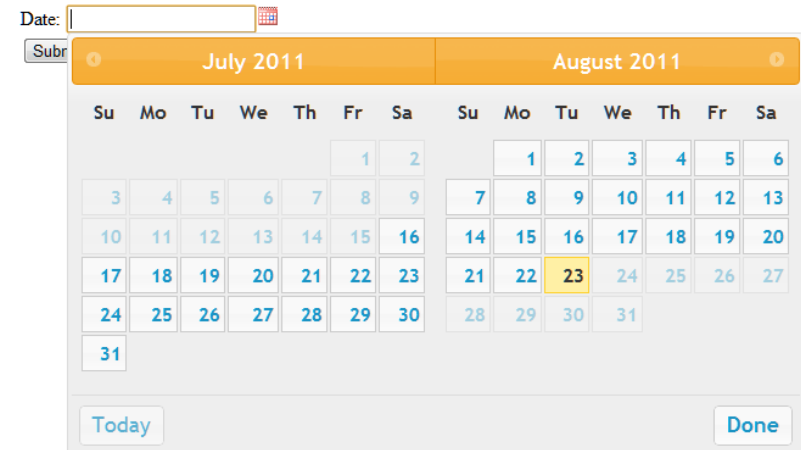 Date:
Subr
July 2011 August 2011
Su Mo Tu We Th Fr Sa Su Mo Tu We Th Fr Sa
1 2 1 2 3 4 5 6
3 4 5 6 7 8 9 7 8 9 10 11 12 13
10 11 12 13 14 15 16 14 15 16 17 18 19 20
17 18 19 20 21 22 23 21 22 23 24 25 26 27
24 25 26 27 28 29 30 28 29 30 31
31
Today Done